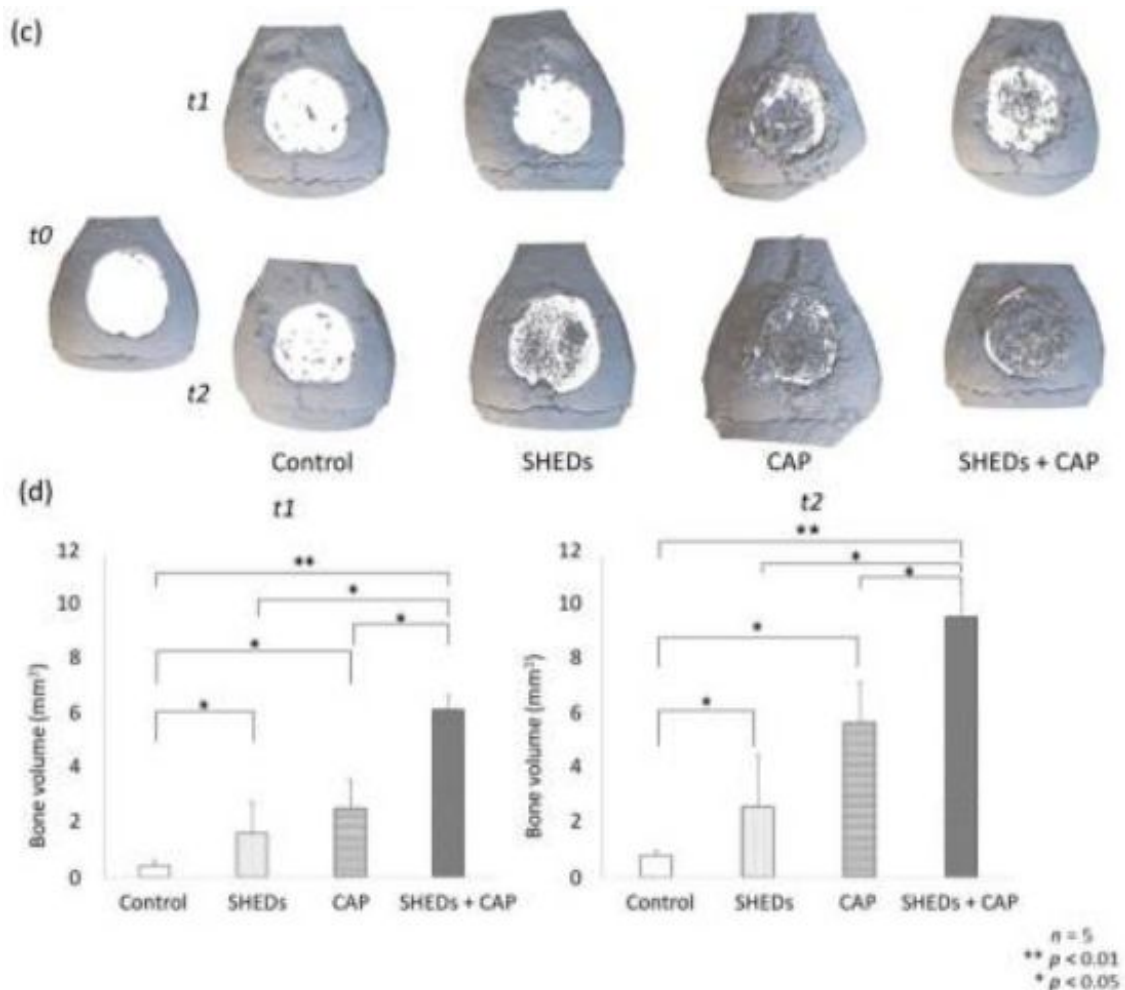 (c)
t1
t0
t2
Control SHEDs CAP SHEDs + CAP
(d)
t1
12
10
8
6
4
2
0
Bone volume (mm³)
** 
*
*
*
*
Control SHEDs CAP SHEDs + CAP
t2
12
10
8
6
4
2
0
Bone volume (mm³)
**
*
*
*
*
Control SHEDs CAP SHEDs + CAP
n = 5
** p < 0.01
* p < 0.05